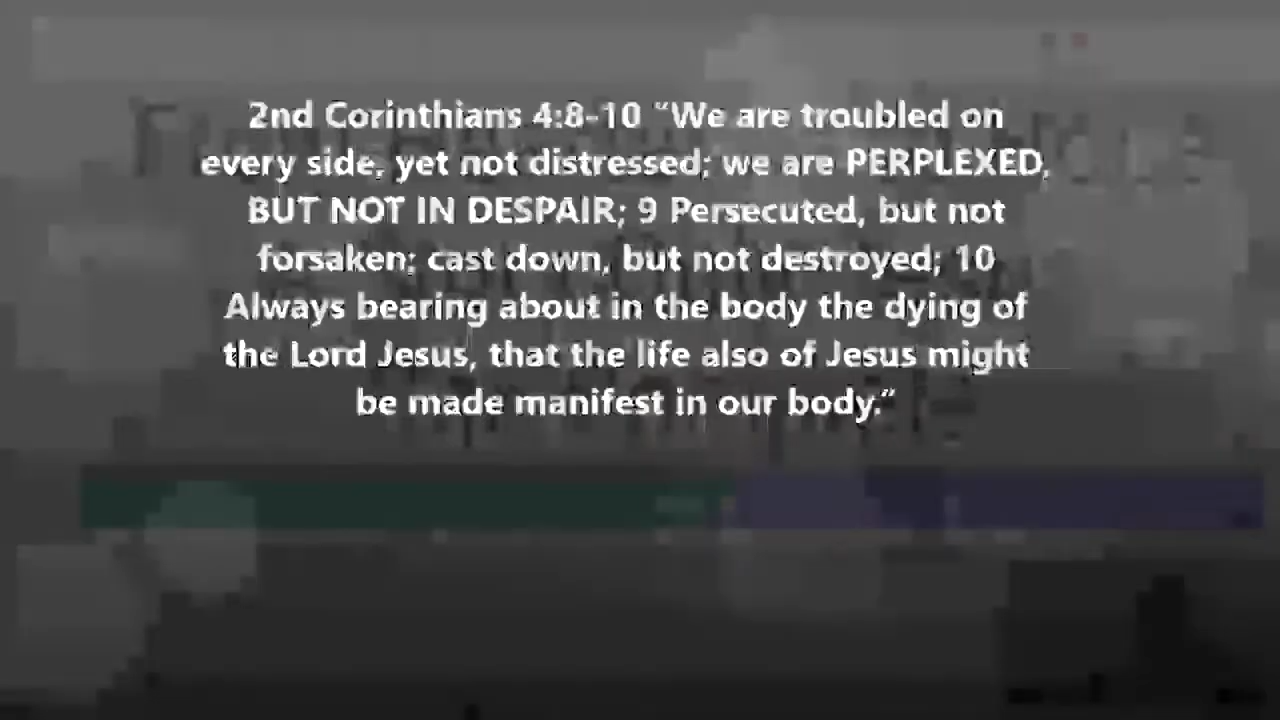 2nd Corinthians 4:8-10 “We are troubled on
every side, yet not distressed; we are PERPLEXED,
BUT NOT IN DESPAIR; 9 Persecuted, but not
forsaken; cast down, but not destroyed; 10
Always bearing about in the body the dying of
the Lord Jesus, that the life also of Jesus might
be made manifest in our body.”